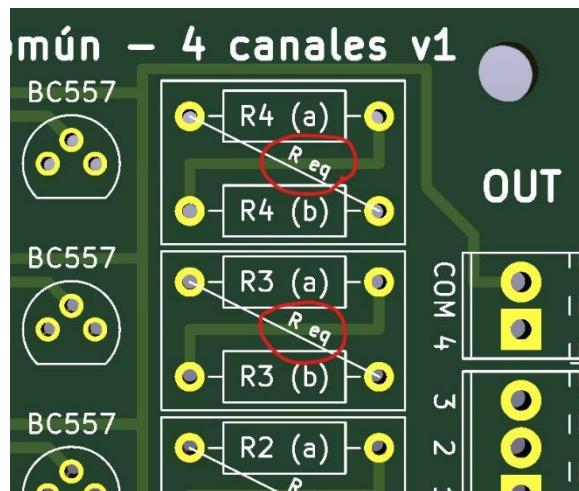 omún – 4 canales v1
BC557
R4 (a)
R eq
R4 (b)
OUT
BC557
R3 (a)
R eq
R3 (b)
COM 4
BC557
R2 (a)
R
3 2